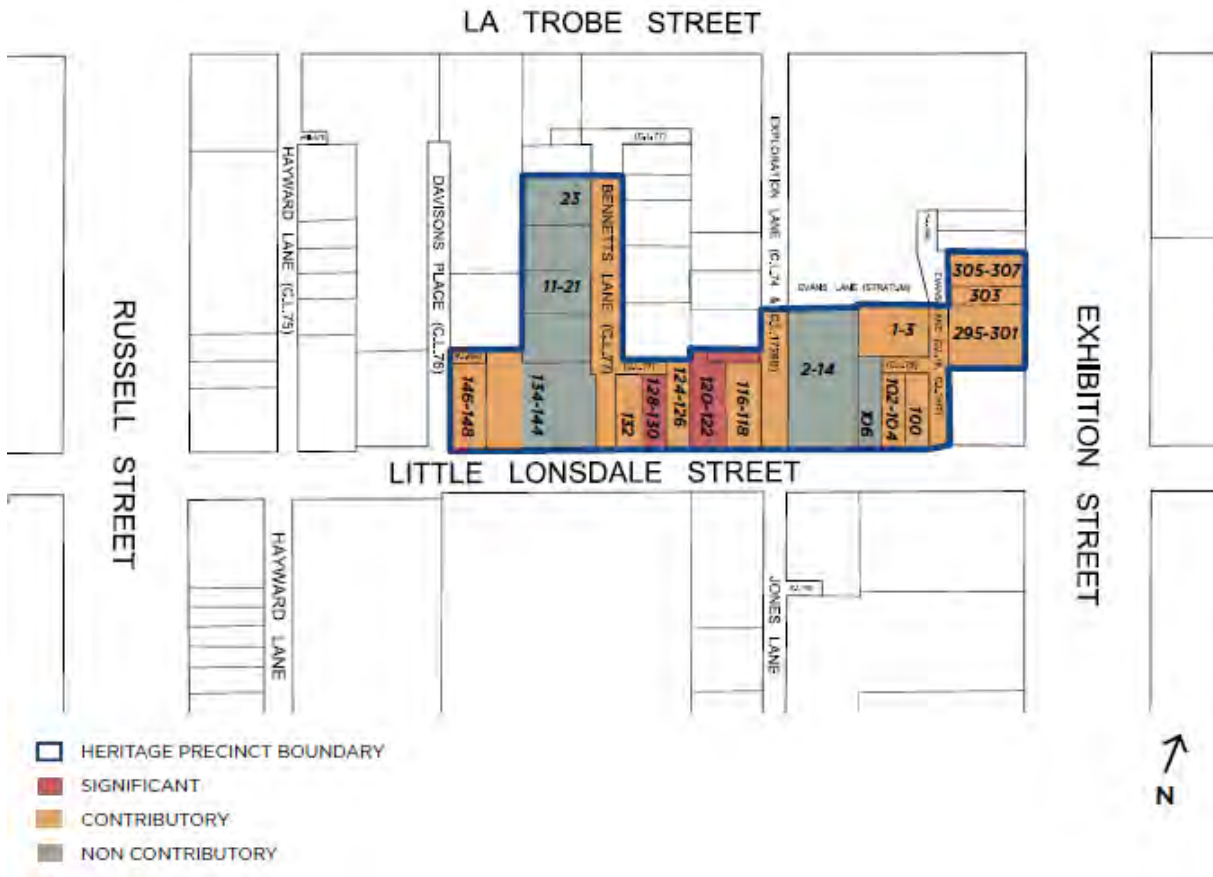 LA TROBE STREET
HAYWARD LANE (C.L.75)
DAVISONS PLACE (C.L.76)
(C.L.77)
BENNETTS LANE (C.L.77)
EXPLORATION LANE (C.L.74 &
23
11-21
EVANS LANE (STRATUM)
305-307
303
295-301
1-3
2-14
146-148
134-144
132
128-130
124-126
120-122
116-118
106
102-104
100
RUSSELL STREET
EXHIBITION STREET
LITTLE LONSDALE STREET
HAYWARD LANE
JONES LANE
HERITAGE PRECINCT BOUNDARY
SIGNIFICANT
CONTRIBUTORY
NON CONTRIBUTORY
N